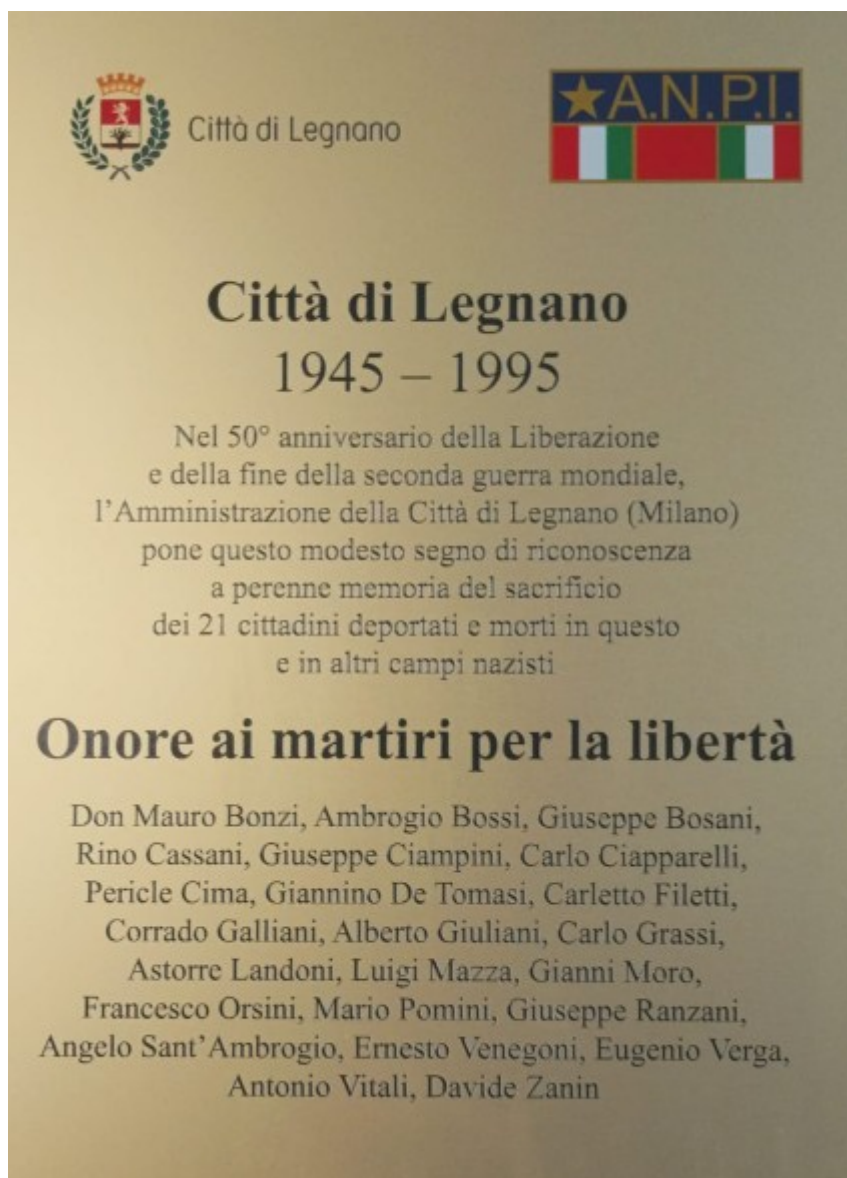 Città di Legnano
★A.N.P.I.
Città di Legnano
1945 – 1995
Nel 50° anniversario della Liberazione
e della fine della seconda guerra mondiale,
l’Amministrazione della Città di Legnano (Milano)
pone questo modesto segno di riconoscenza
a perenne memoria del sacrificio
dei 21 cittadini deportati e morti in questo
e in altri campi nazisti
Onore ai martiri per la libertà
Don Mauro Bonzi, Ambrogio Bossi, Giuseppe Bosani,
Rino Cassani, Giuseppe Ciampini, Carlo Ciapparelli,
Pericle Cima, Giannino De Tomasi, Carletto Filetti,
Corrado Galliani, Alberto Giuliani, Carlo Grassi,
Astorre Landoni, Luigi Mazza, Gianni Moro,
Francesco Orsini, Mario Pomini, Giuseppe Ranzani,
Angelo Sant’Ambrogio, Ernesto Venegoni, Eugenio Verga,
Antonio Vitali, Davide Zanin